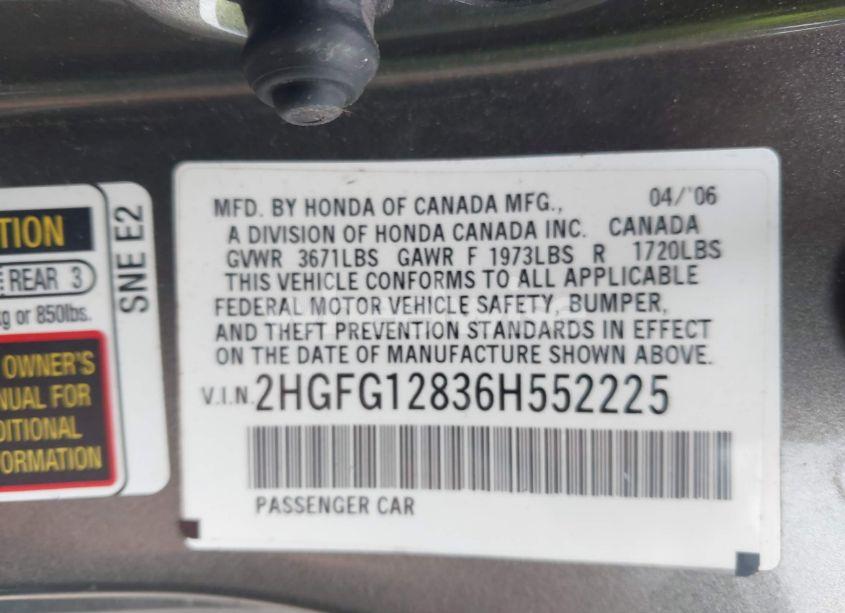 MFD. BY HONDA OF CANADA MFG., 04/'06
A DIVISION OF HONDA CANADA INC. CANADA
GVWR 3671LBS GAWR F 1973LBS R 1720LBS
THIS VEHICLE CONFORMS TO ALL APPLICABLE
FEDERAL MOTOR VEHICLE SAFETY, BUMPER,
AND THEFT PREVENTION STANDARDS IN EFFECT
ON THE DATE OF MANUFACTURE SHOWN ABOVE.
V.I.N. 2HGFG12836H552225
PASSENGER CAR
TION
REAR 3
kg or 850lbs.
OWNER'S
NUAL FOR
DITIONAL
FORMATION
SNE E2